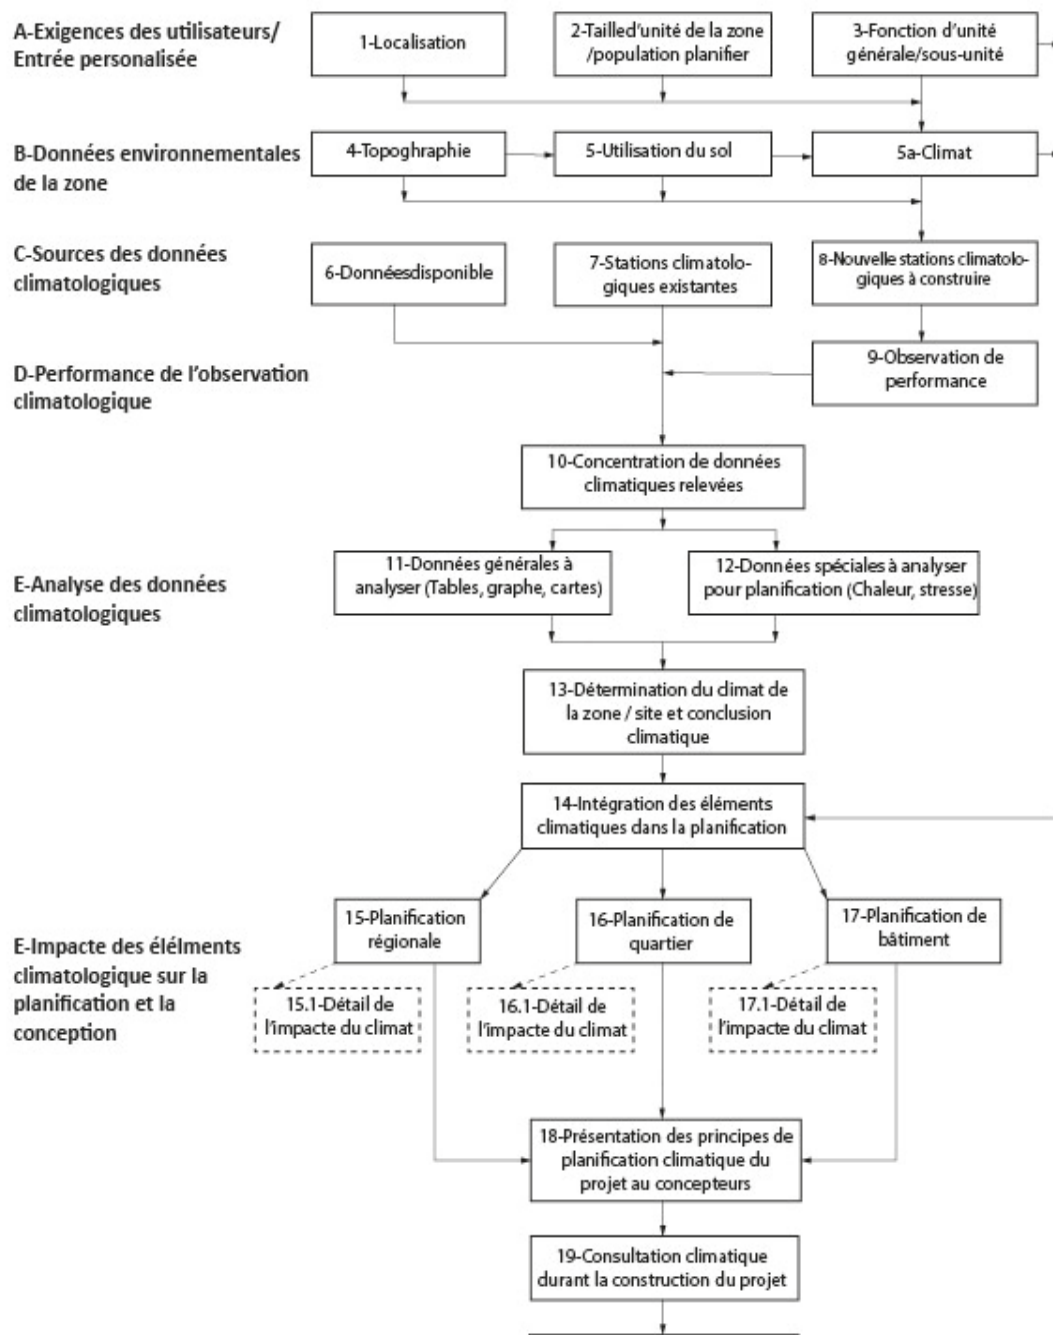 A-Exigences des utilisateurs/
Entrée personalisée
1-Localisation
2-Tailled'unité de la zone
/population planifier
3-Fonction d'unité
générale/sous-unité
B-Données environnementales
de la zone
4-Topoghraphie
5-Utilisation du sol
5a-Climat
C-Sources des données
climatologiques
6-Donnéesdisponible
7-Stations climatolo-
giques existantes
8-Nouvelle stations climatolo-
giques à construire
D-Performance de l'observation
climatologique
9-Observation de
performance
10-Concentration de données
climatiques relevées
E-Analyse des données
climatologiques
11-Données générales à
analyser (Tables, graphe, cartes)
12-Données spéciales à analyser
pour planification (Chaleur, stresse)
13-Détermination du climat de
la zone / site et conclusion
climatique
14-Intégration des éléments
climatiques dans la planification
E-Impacte des élélments
climatologique sur la
planification et la
conception
15-Planification
régionale
16-Planification de
quartier
17-Planification de
bâtiment
15.1-Détail de
l'impacte du climat
16.1-Détail de
l'impacte du climat
17.1-Détail de
l'impacte du climat
18-Présentation des principes de
planification climatique du
projet au concepteurs
19-Consultation climatique
durant la construction du projet